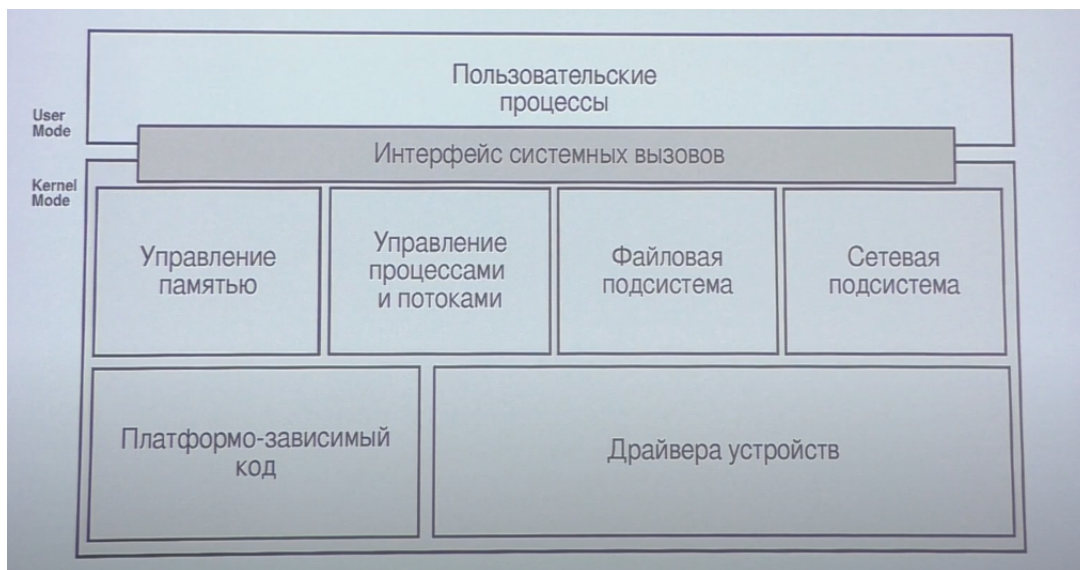 Пользовательские
процессы
User
Mode
Интерфейс системных вызовов
Kernel
Mode
Управление
памятью
Управление
процессами
и потоками
Файловая
подсистема
Сетевая
подсистема
Платформо-зависимый
код
Драйвера устройств